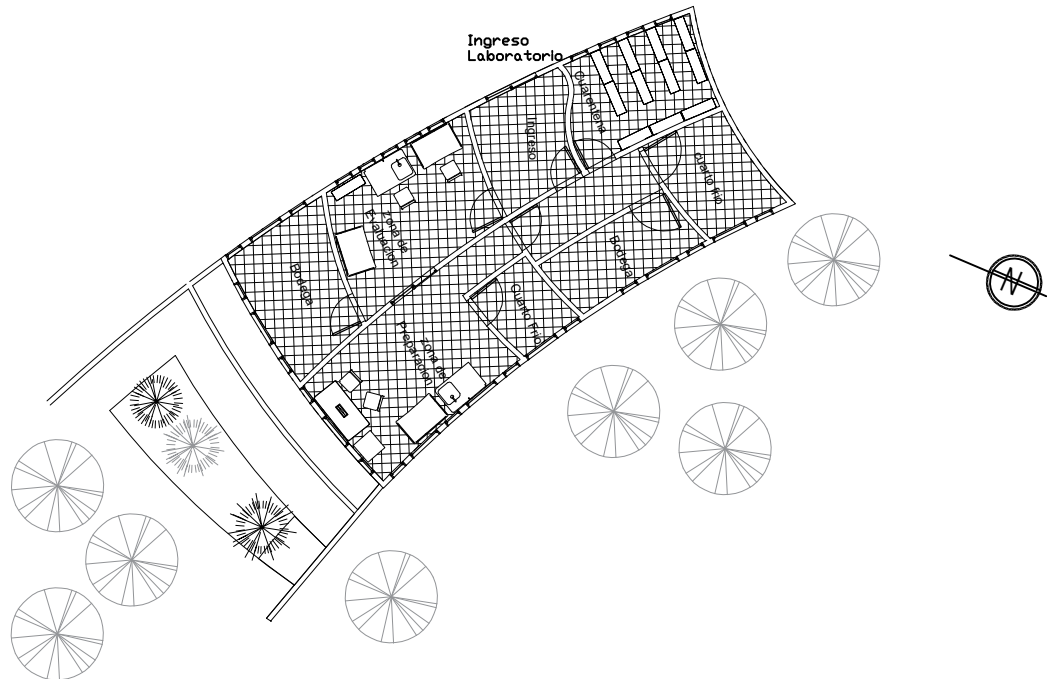 Ingreso
Laboratorio
Cuarentena
Ingreso
cuarto frio
zona de
Evaluacion
Bodega
Bodega
Cuarto Frio
zona de
Preparacion
N